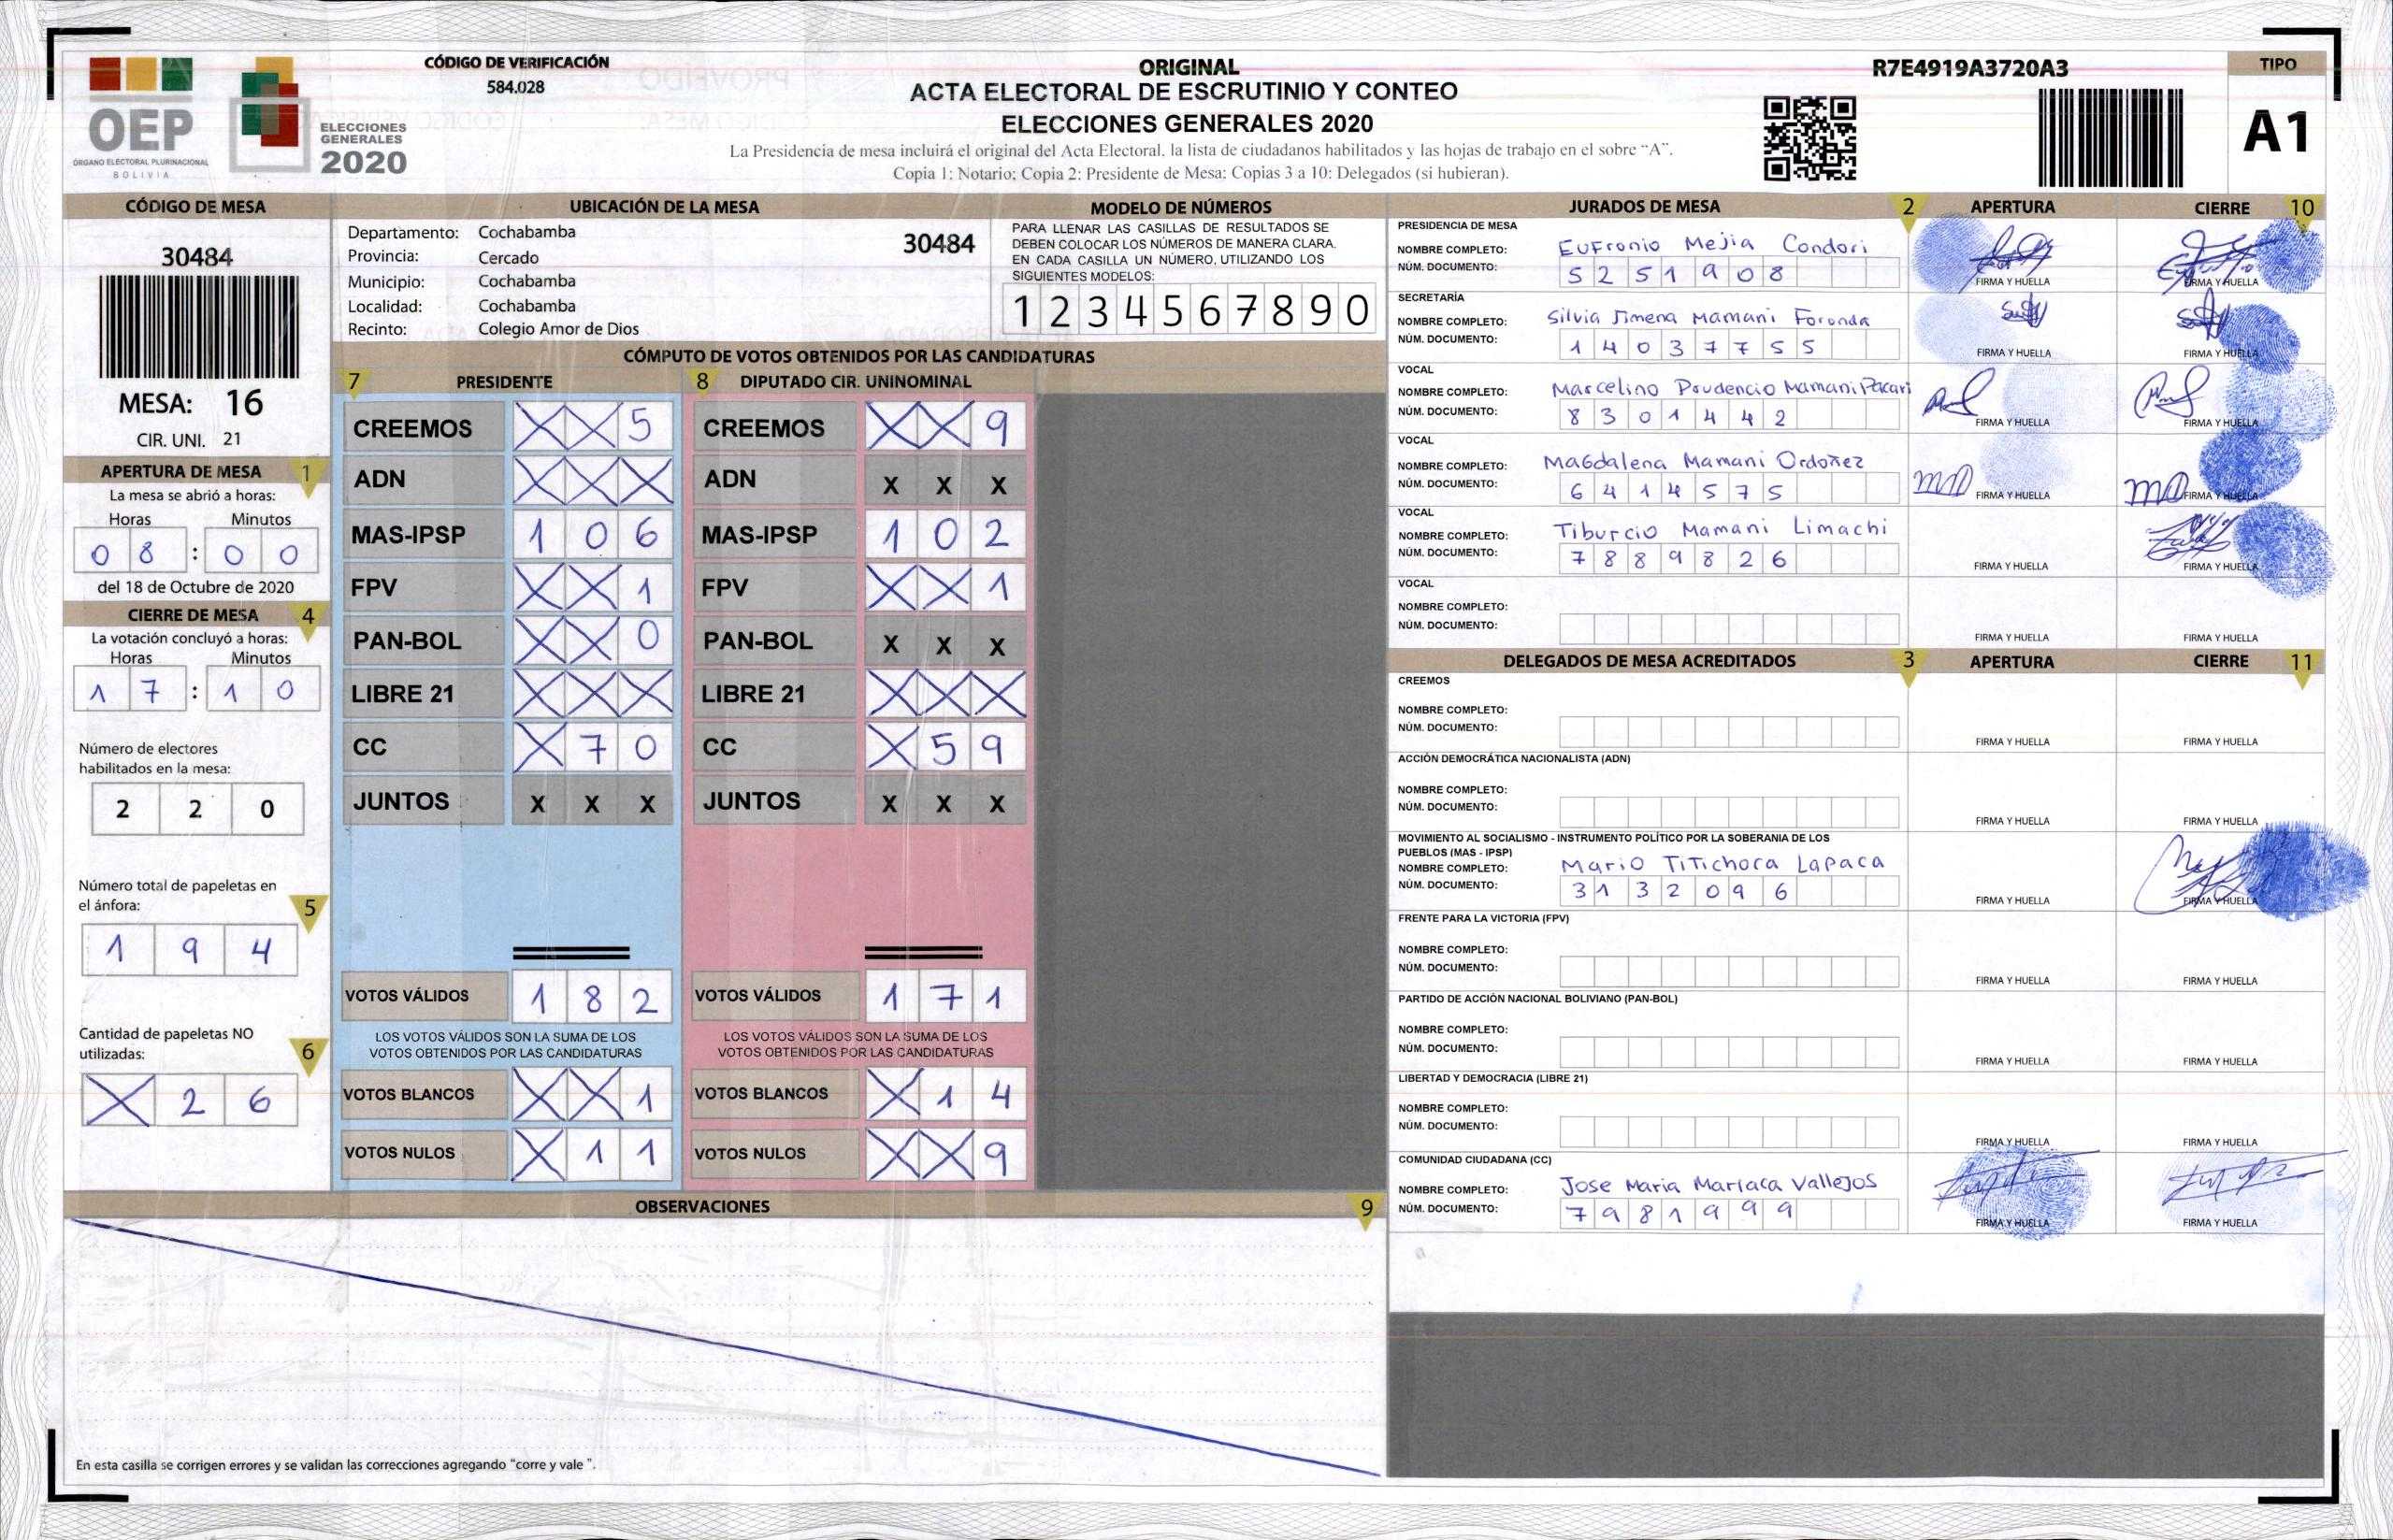 OEP
ÓRGANO ELECTORAL PLURINACIONAL
BOLIVIA
ELECCIONES
GENERALES
2020
CÓDIGO DE VERIFICACIÓN
584.028
ORIGINAL
ACTA ELECTORAL DE ESCRUTINIO Y CONTEO
ELECCIONES GENERALES 2020
La Presidencia de mesa incluirá el original del Acta Electoral. la lista de ciudadanos habilitados y las hojas de trabajo en el sobre “A”.
Copia 1: Notario; Copia 2: Presidente de Mesa: Copias 3 a 10: Delegados (si hubieran).
R7E4919A3720A3
TIPO
A1
CÓDIGO DE MESA
30484
MESA: 16
CIR. UNI. 21
APERTURA DE MESA 1
La mesa se abrió a horas:
Horas Minutos
0 8 : 0 0
del 18 de Octubre de 2020
CIERRE DE MESA 4
La votación concluyó a horas:
Horas Minutos
1 7 : 1 0
Número de electores
habilitados en la mesa:
2 2 0
Número total de papeletas en
el ánfora: 5
1 9 4
Cantidad de papeletas NO
utilizadas: 6
X 2 6
UBICACIÓN DE LA MESA
Departamento: Cochabamba
Provincia: Cercado
Municipio: Cochabamba
Localidad: Cochabamba
Recinto: Colegio Amor de Dios
30484
MODELO DE NÚMEROS
PARA LLENAR LAS CASILLAS DE RESULTADOS SE
DEBEN COLOCAR LOS NÚMEROS DE MANERA CLARA.
EN CADA CASILLA UN NÚMERO, UTILIZANDO LOS
SIGUIENTES MODELOS:
1 2 3 4 5 6 7 8 9 0
CÓMPUTO DE VOTOS OBTENIDOS POR LAS CANDIDATURAS
7 PRESIDENTE 8 DIPUTADO CIR. UNINOMINAL
CREEMOS X X 5 CREEMOS X X 9
ADN X X X ADN X X X
MAS-IPSP 1 0 6 MAS-IPSP 1 0 2
FPV X X 1 FPV X X 1
PAN-BOL X X 0 PAN-BOL X X X
LIBRE 21 X X X LIBRE 21 X X X
CC X 7 0 CC X 5 9
JUNTOS X X X JUNTOS X X X
VOTOS VÁLIDOS 1 8 2 VOTOS VÁLIDOS 1 7 1
LOS VOTOS VÁLIDOS SON LA SUMA DE LOS LOS VOTOS VÁLIDOS SON LA SUMA DE LOS
VOTOS OBTENIDOS POR LAS CANDIDATURAS VOTOS OBTENIDOS POR LAS CANDIDATURAS
VOTOS BLANCOS X X 1 VOTOS BLANCOS X 1 4
VOTOS NULOS X 1 1 VOTOS NULOS X X 9
OBSERVACIONES 9
En esta casilla se corrigen errores y se validan las correcciones agregando “corre y vale ”.
JURADOS DE MESA 2 APERTURA CIERRE 10
PRESIDENCIA DE MESA
NOMBRE COMPLETO: Eufronio Mejia Condori
NÚM. DOCUMENTO: 5 2 5 1 9 0 8
FIRMA Y HUELLA FIRMA Y HUELLA
SECRETARÍA
NOMBRE COMPLETO: Silvia Jimena Mamani Foronda
NÚM. DOCUMENTO: 1 4 0 3 7 7 5 5
FIRMA Y HUELLA FIRMA Y HUELLA
VOCAL
NOMBRE COMPLETO: Marcelino Prudencio Mamani Pacari
NÚM. DOCUMENTO: 8 3 0 1 4 4 2
FIRMA Y HUELLA FIRMA Y HUELLA
VOCAL
NOMBRE COMPLETO: Magdalena Mamani Ordoñez
NÚM. DOCUMENTO: 6 4 1 4 5 7 5
FIRMA Y HUELLA FIRMA Y HUELLA
VOCAL
NOMBRE COMPLETO: Tiburcio Mamani Limachi
NÚM. DOCUMENTO: 7 8 8 9 8 2 6
FIRMA Y HUELLA FIRMA Y HUELLA
VOCAL
NOMBRE COMPLETO:
NÚM. DOCUMENTO:
FIRMA Y HUELLA FIRMA Y HUELLA
DELEGADOS DE MESA ACREDITADOS 3 APERTURA CIERRE 11
CREEMOS
NOMBRE COMPLETO:
NÚM. DOCUMENTO:
FIRMA Y HUELLA FIRMA Y HUELLA
ACCIÓN DEMOCRÁTICA NACIONALISTA (ADN)
NOMBRE COMPLETO:
NÚM. DOCUMENTO:
FIRMA Y HUELLA FIRMA Y HUELLA
MOVIMIENTO AL SOCIALISMO - INSTRUMENTO POLÍTICO POR LA SOBERANIA DE LOS
PUEBLOS (MAS - IPSP)
NOMBRE COMPLETO: Mario Titichoca Lapaca
NÚM. DOCUMENTO: 3 1 3 2 0 9 6
FIRMA Y HUELLA FIRMA Y HUELLA
FRENTE PARA LA VICTORIA (FPV)
NOMBRE COMPLETO:
NÚM. DOCUMENTO:
FIRMA Y HUELLA FIRMA Y HUELLA
PARTIDO DE ACCIÓN NACIONAL BOLIVIANO (PAN-BOL)
NOMBRE COMPLETO:
NÚM. DOCUMENTO:
FIRMA Y HUELLA FIRMA Y HUELLA
LIBERTAD Y DEMOCRACIA (LIBRE 21)
NOMBRE COMPLETO:
NÚM. DOCUMENTO:
FIRMA Y HUELLA FIRMA Y HUELLA
COMUNIDAD CIUDADANA (CC)
NOMBRE COMPLETO: Jose Maria Mariaca Vallejos
NÚM. DOCUMENTO: 7 9 8 1 9 9 9
FIRMA Y HUELLA FIRMA Y HUELLA